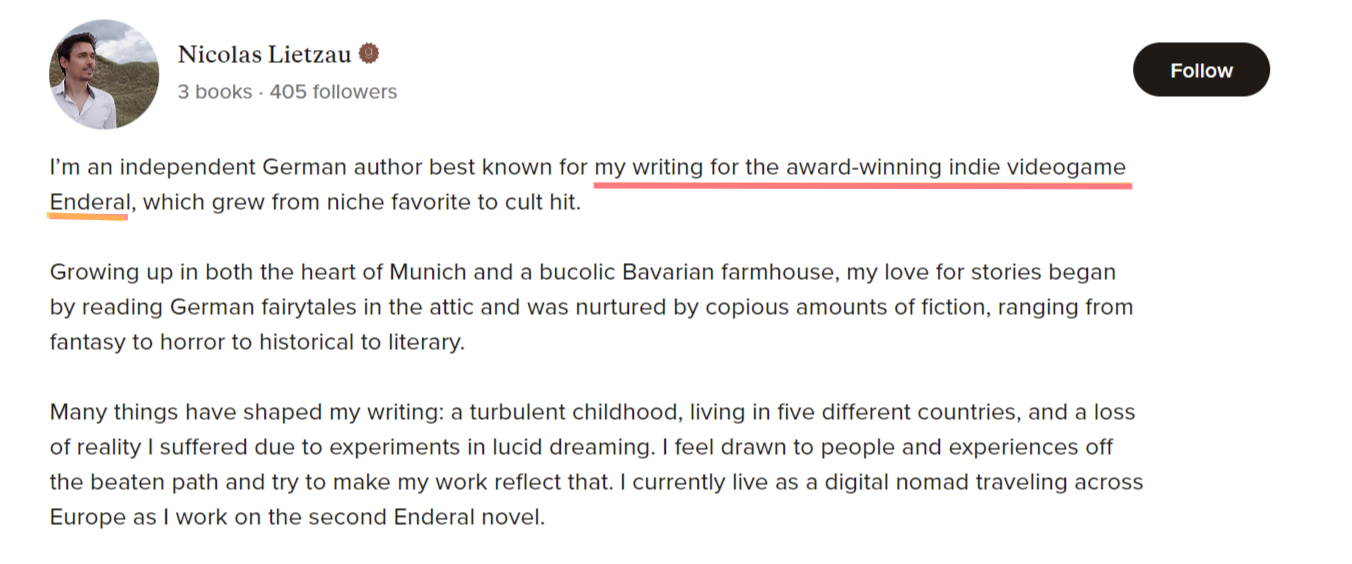 Nicolas Lietzau
3 books · 405 followers
Follow
I’m an independent German author best known for my writing for the award-winning indie videogame
Enderal, which grew from niche favorite to cult hit.
Growing up in both the heart of Munich and a bucolic Bavarian farmhouse, my love for stories began
by reading German fairytales in the attic and was nurtured by copious amounts of fiction, ranging from
fantasy to horror to historical to literary.
Many things have shaped my writing: a turbulent childhood, living in five different countries, and a loss
of reality I suffered due to experiments in lucid dreaming. I feel drawn to people and experiences off
the beaten path and try to make my work reflect that. I currently live as a digital nomad traveling across
Europe as I work on the second Enderal novel.